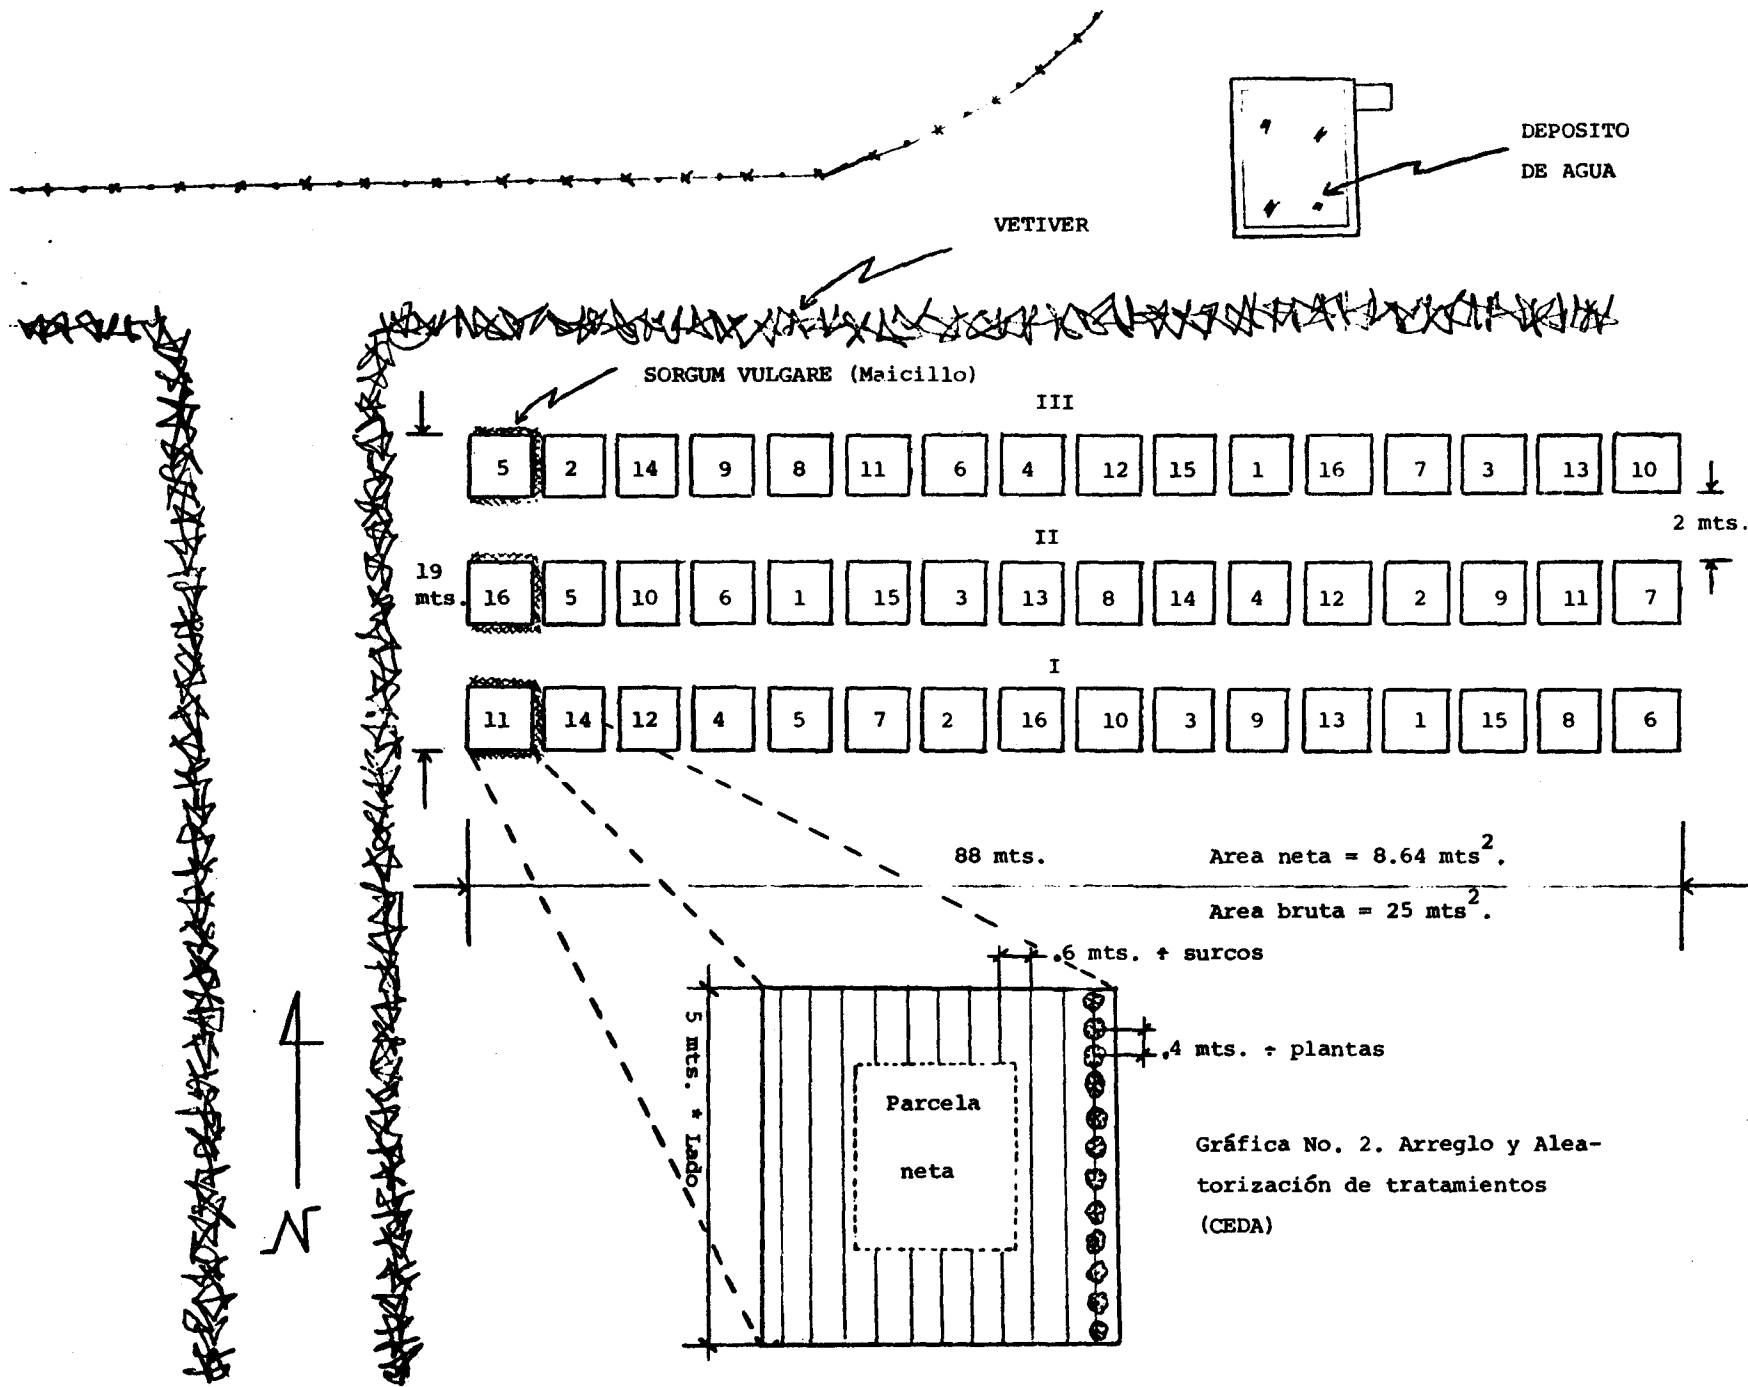 DEPOSITO
DE AGUA
VETIVER
SORGUM VULGARE (Maicillo)
III
5 2 14 9 8 11 6 4 12 15 1 16 7 3 13 10
2 mts.
II
19
mts.
16 5 10 6 1 15 3 13 8 14 4 12 2 9 11 7
I
11 14 12 4 5 7 2 16 10 3 9 13 1 15 8 6
88 mts.
Area neta = 8.64 mts².
Area bruta = 25 mts².
.6 mts. ÷ surcos
5 mts. * Lado
.4 mts. ÷ plantas
Parcela
neta
N
Gráfica No. 2. Arreglo y Alea-
torización de tratamientos
(CEDA)